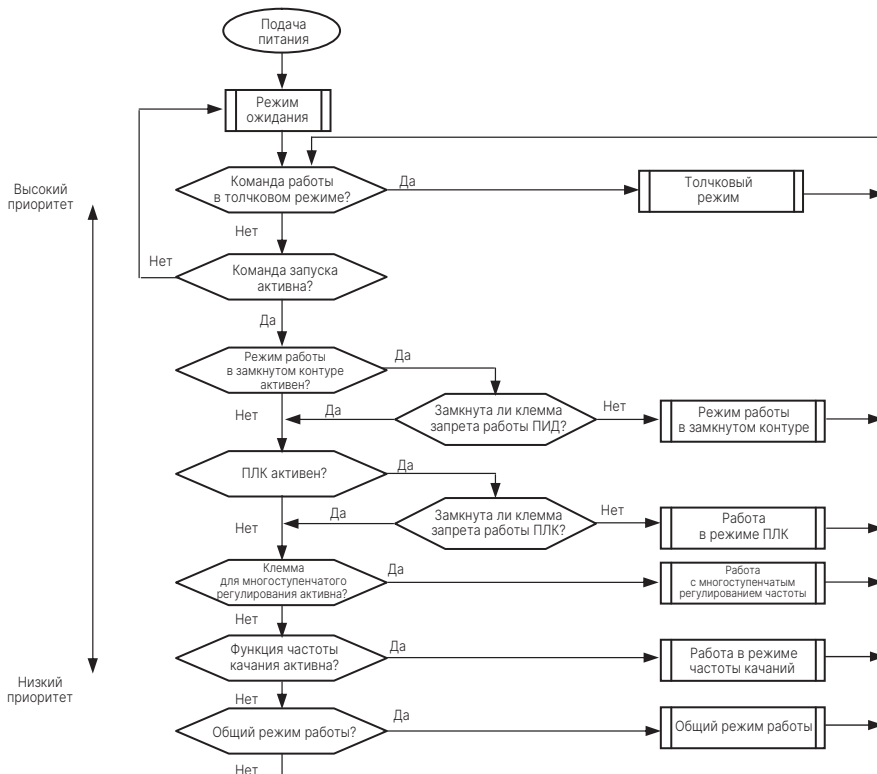 Подача
питания
Режим
ожидания
Высокий
приоритет
Команда работы
в толчковом режиме?
Да
Толчковый
режим
Нет
Нет
Команда запуска
активна?
Да
Режим работы
в замкнутом контуре
активен?
Да
Нет
Да
Замкнута ли клемма
запрета работы ПИД?
Нет
Режим работы
в замкнутом контуре
ПЛК активен?
Да
Нет
Да
Замкнута ли клемма
запрета работы ПЛК?
Нет
Работа
в режиме ПЛК
Клемма
для многоступенчатого
регулирования активна?
Да
Работа
с многоступенчатым
регулированием частоты
Нет
Функция частоты
качания активна?
Да
Работа в режиме
частоты качаний
Низкий
приоритет
Нет
Общий режим работы?
Да
Общий режим работы
Нет